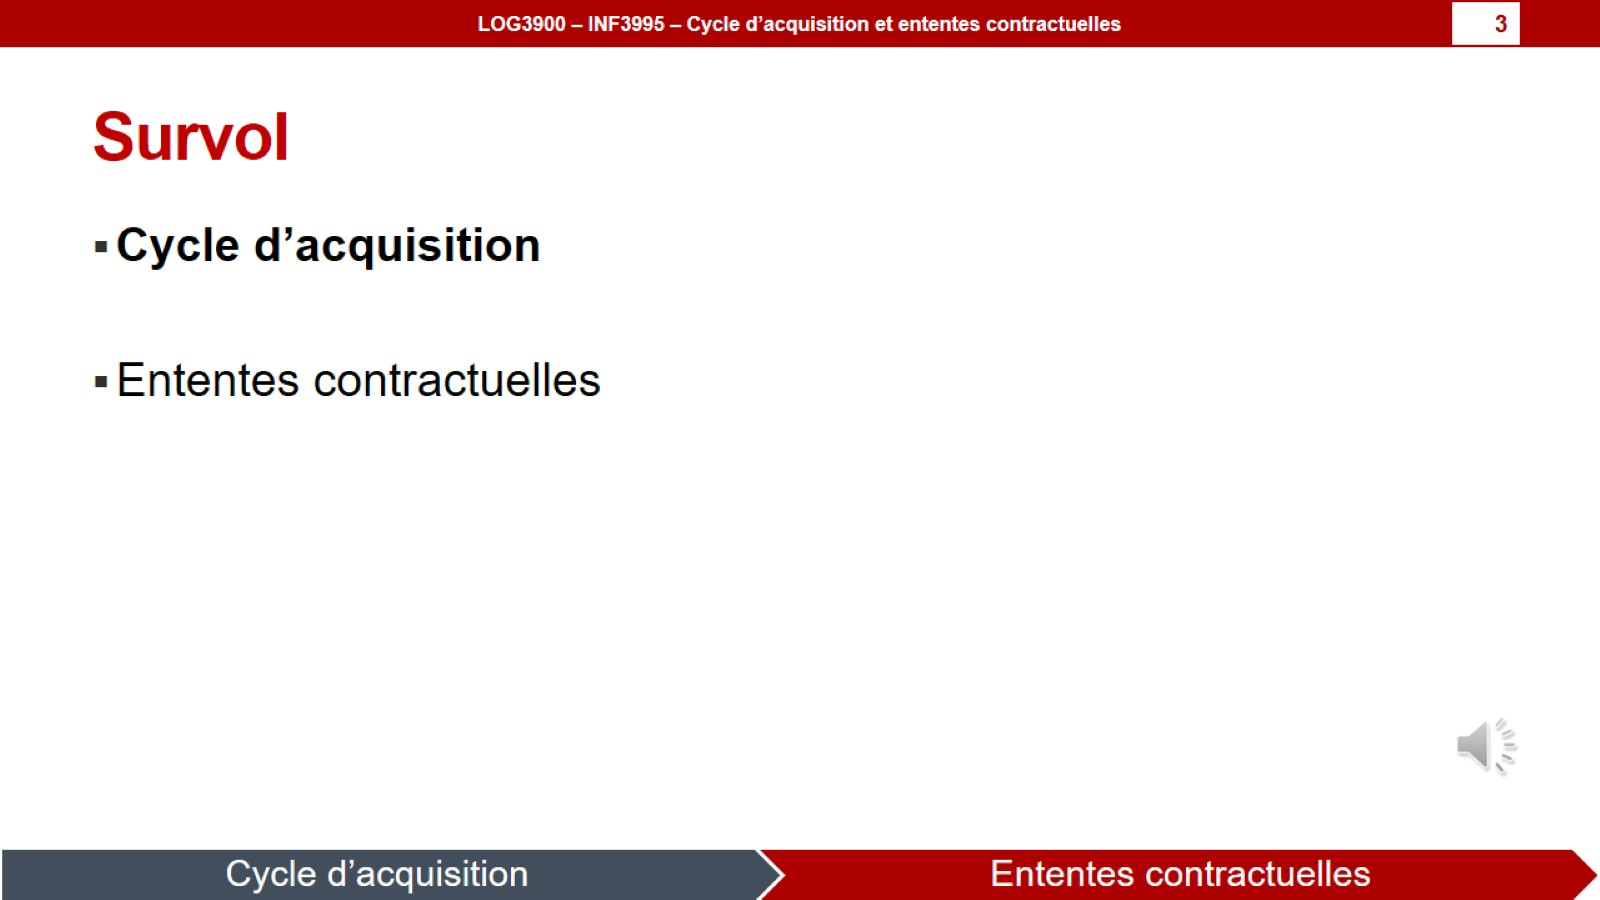 LOG3900 – INF3995 – Cycle d’acquisition et ententes contractuelles
3
Survol
▪ Cycle d’acquisition
▪ Ententes contractuelles
Cycle d’acquisition
Ententes contractuelles